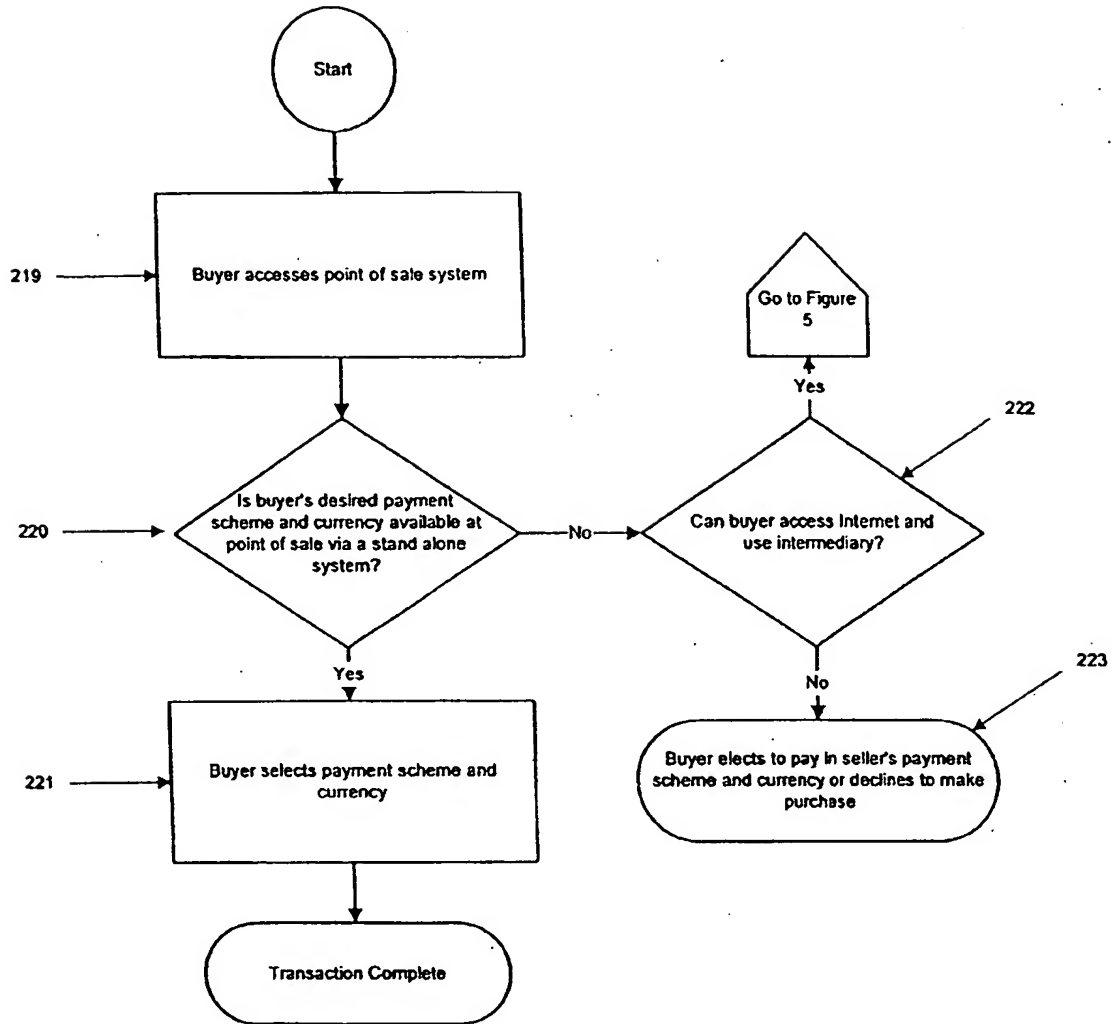 Start
219
Buyer accesses point of sale system
Go to Figure
5
Yes
222
220
Is buyer's desired payment
scheme and currency available at
point of sale via a stand alone
system?
No
Can buyer access Internet and
use intermediary?
Yes
No
223
221
Buyer selects payment scheme and
currency
Buyer elects to pay in seller's payment
scheme and currency or declines to make
purchase
Transaction Complete